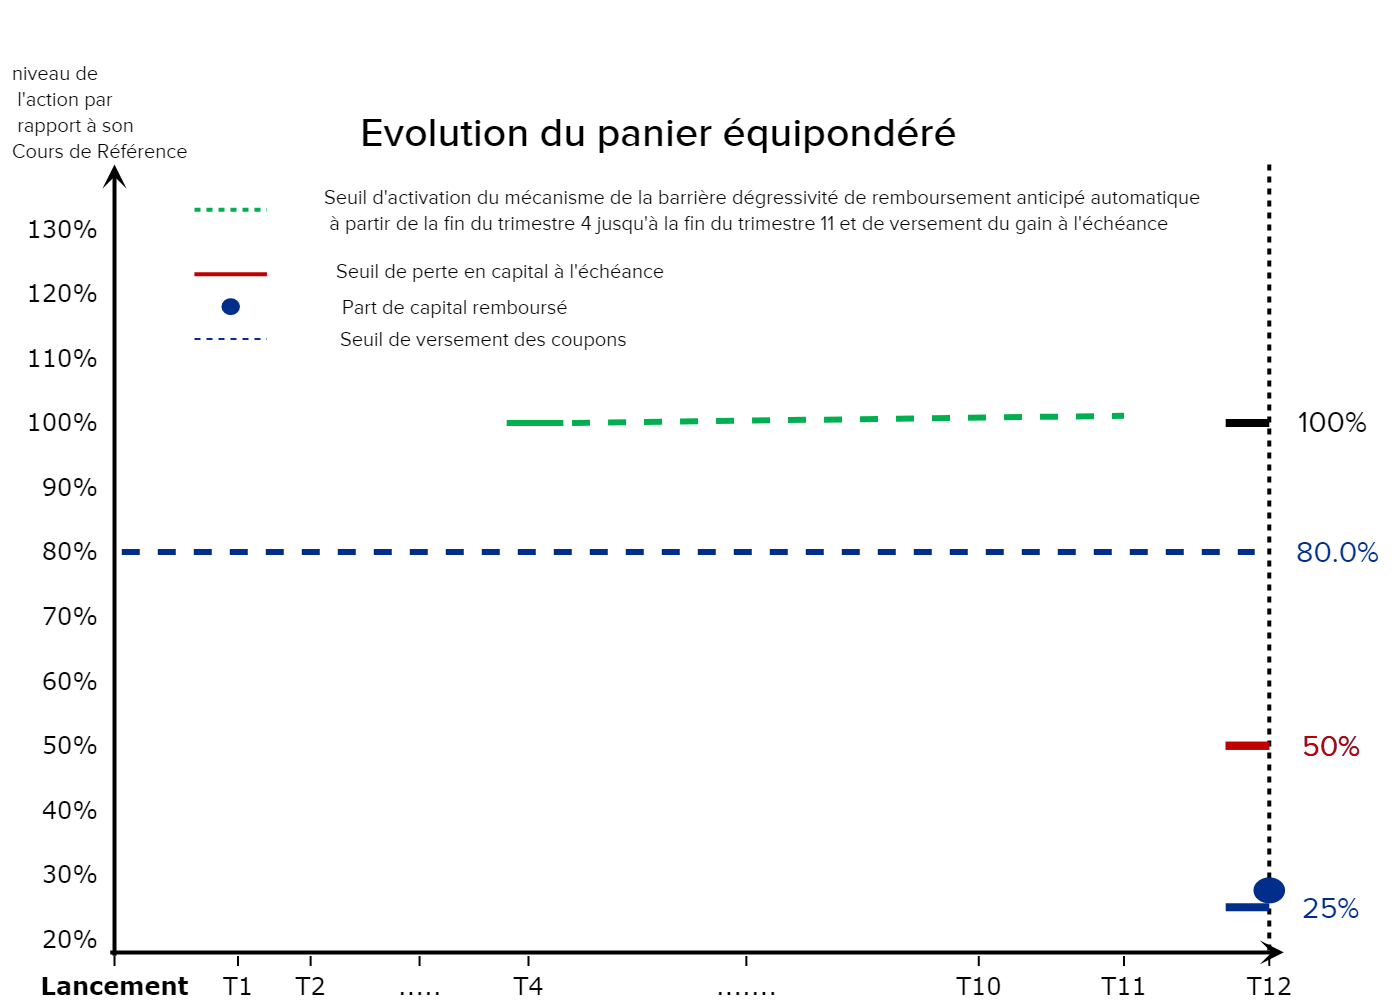 niveau de
l'action par
rapport à son
Cours de Référence
Evolution du panier équipondéré
Seuil d'activation du mécanisme de la barrière dégressivité de remboursement anticipé automatique
à partir de la fin du trimestre 4 jusqu'à la fin du trimestre 11 et de versement du gain à l'échéance
Seuil de perte en capital à l'échéance
Part de capital remboursé
Seuil de versement des coupons
130%
120%
110%
100%
90%
80%
70%
60%
50%
40%
30%
20%
100%
80.0%
50%
25%
Lancement T1 T2 ..... T4 ....... T10 T11 T12